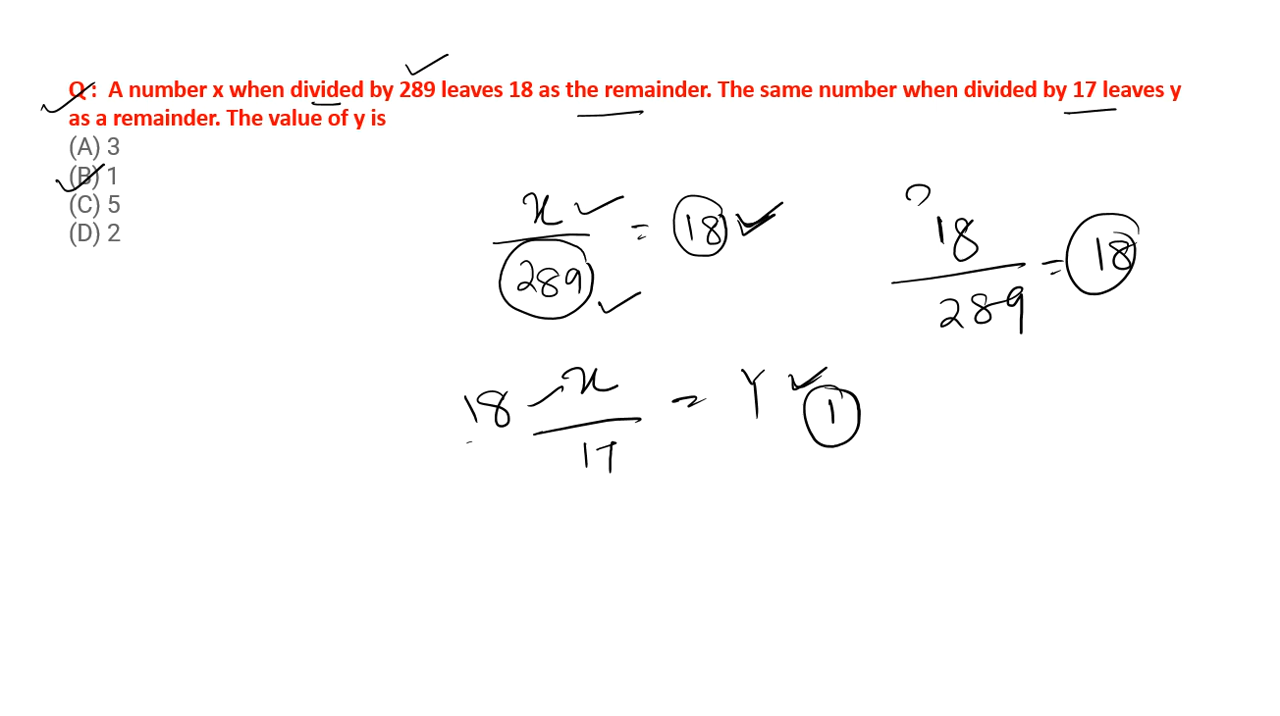 Q: A number x when divided by 289 leaves 18 as the remainder. The same number when divided by 17 leaves y
as a remainder. The value of y is
(A) 3
(B) 1
(C) 5
(D) 2
x
289
= 18
18
289
= 18
18
x
17
= Y
1